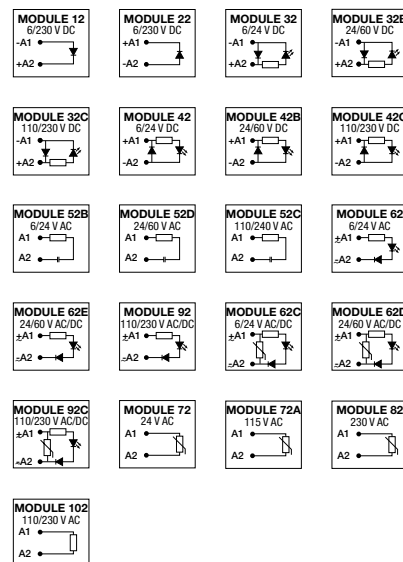 MODULE 12
6/230 V DC
-A1
+A2
MODULE 22
6/230 V DC
+A1
-A2
MODULE 32
6/24 V DC
-A1
+A2
MODULE
24/60 V DC
-A1
+A2
MODULE 32C
110/230 V DC
-A1
+A2
MODULE 42
6/24 V DC
+A1
-A2
MODULE 42B
24/60 V DC
+A1
-A2
MODULE
110/230 V DC
+A1
-A2
MODULE 52B
6/24 V AC
A1
A2
MODULE 52D
24/60 V AC
A1
A2
MODULE 52C
110/240 V AC
A1
A2
MODULE 62
6/24 V AC
±A1
±A2
MODULE 62E
24/60 V AC/DC
±A1
±A2
MODULE 92
110/230 V AC/DC
±A1
±A2
MODULE 62C
6/24 V AC/DC
±A1
±A2
MODULE 62D
24/60 V AC/DC
±A1
±A2
MODULE 92C
110/230 V AC/DC
±A1
±A2
MODULE 72
24 V AC
A1
A2
MODULE 72A
115 V AC
A1
A2
MODULE 82
230 V AC
A1
A2
MODULE 102
110/230 V AC
A1
A2